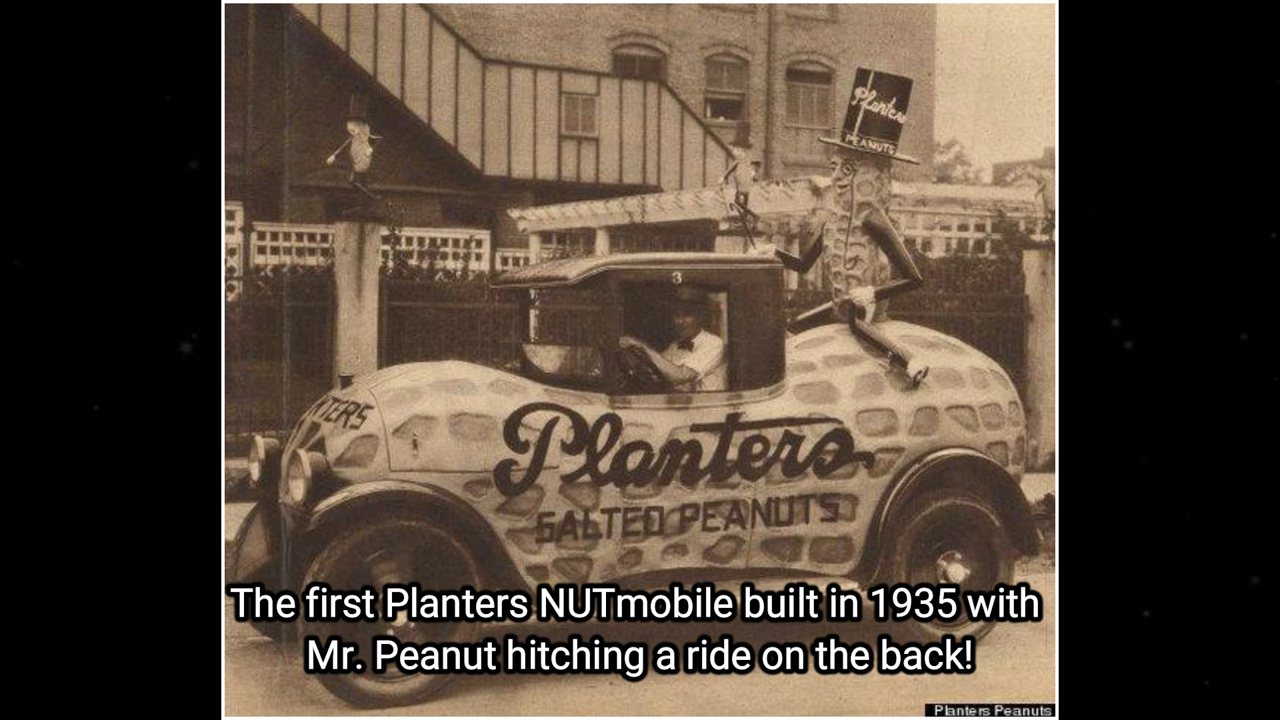 Planters
PEANUTS
3
TERS
Planters
SALTED PEANUTS
The first Planters NUTmobile built in 1935 with
Mr. Peanut hitching a ride on the back!
Planters Peanuts